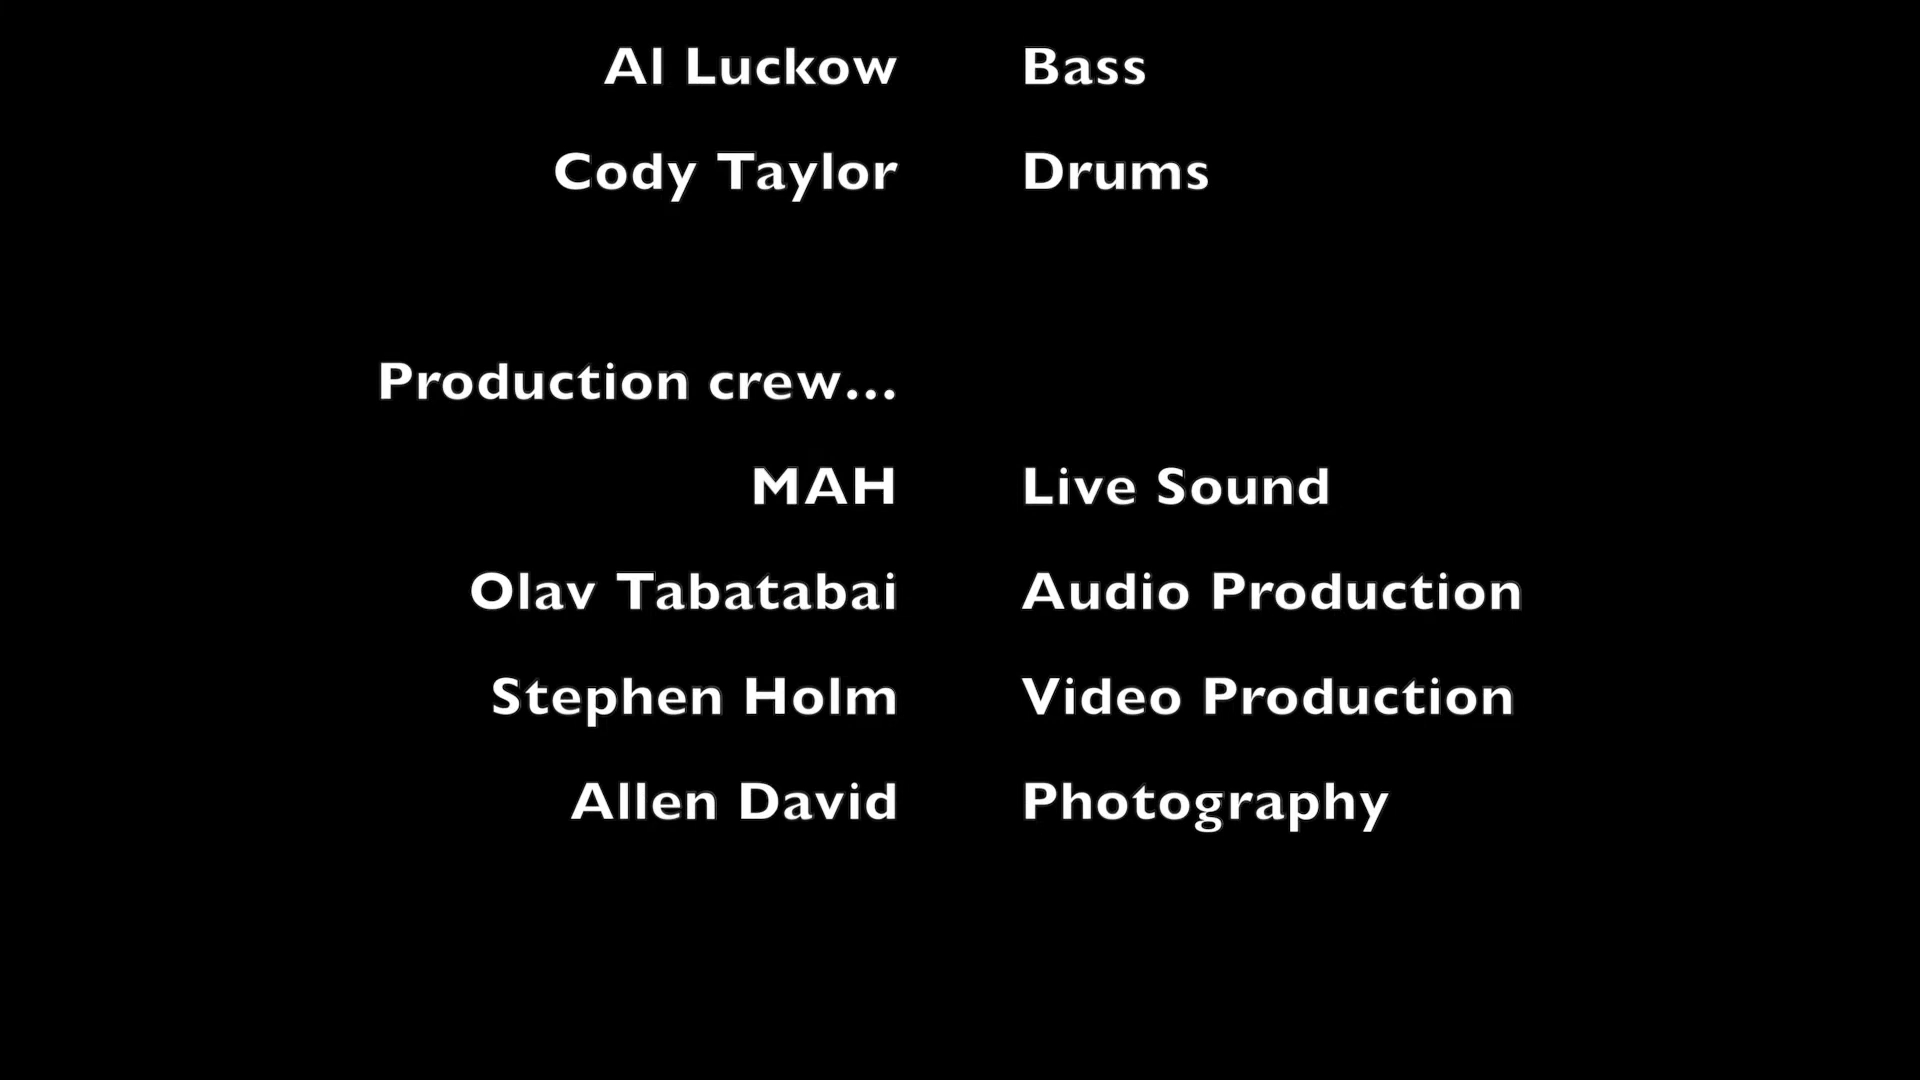 Al Luckow Bass
Cody Taylor Drums
Production crew...
MAH Live Sound
Olav Tabatabai Audio Production
Stephen Holm Video Production
Allen David Photography